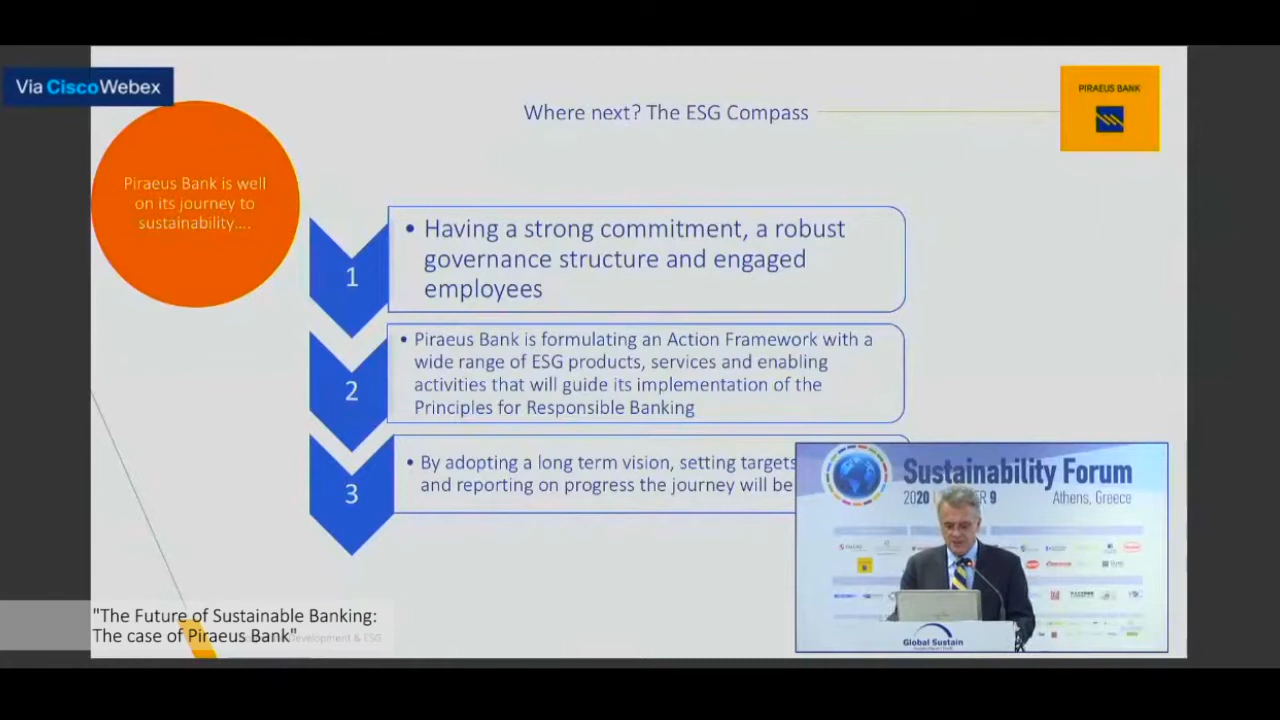 Via CiscoWebex
Where next? The ESG Compass
PIRAEUS BANK
Piraeus Bank is well
on its journey to
sustainability....
1
• Having a strong commitment, a robust
governance structure and engaged
employees
2
• Piraeus Bank is formulating an Action Framework with a
wide range of ESG products, services and enabling
activities that will guide its implementation of the
Principles for Responsible Banking
3
• By adopting a long term vision, setting targets
and reporting on progress the journey will be
Sustainability Forum
2020
R 9
Athens, Greece
Global Sustain
"The Future of Sustainable Banking:
The case of Piraeus Bank"
velopment & ESG